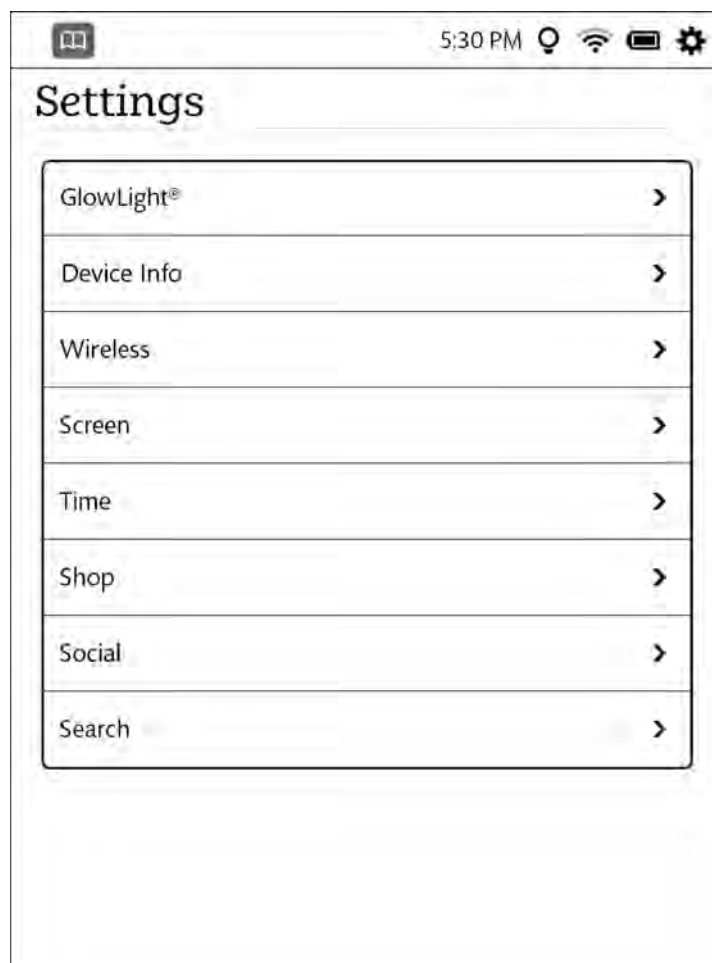 5:30 PM
Settings
GlowLight®
Device Info
Wireless
Screen
Time
Shop
Social
Search